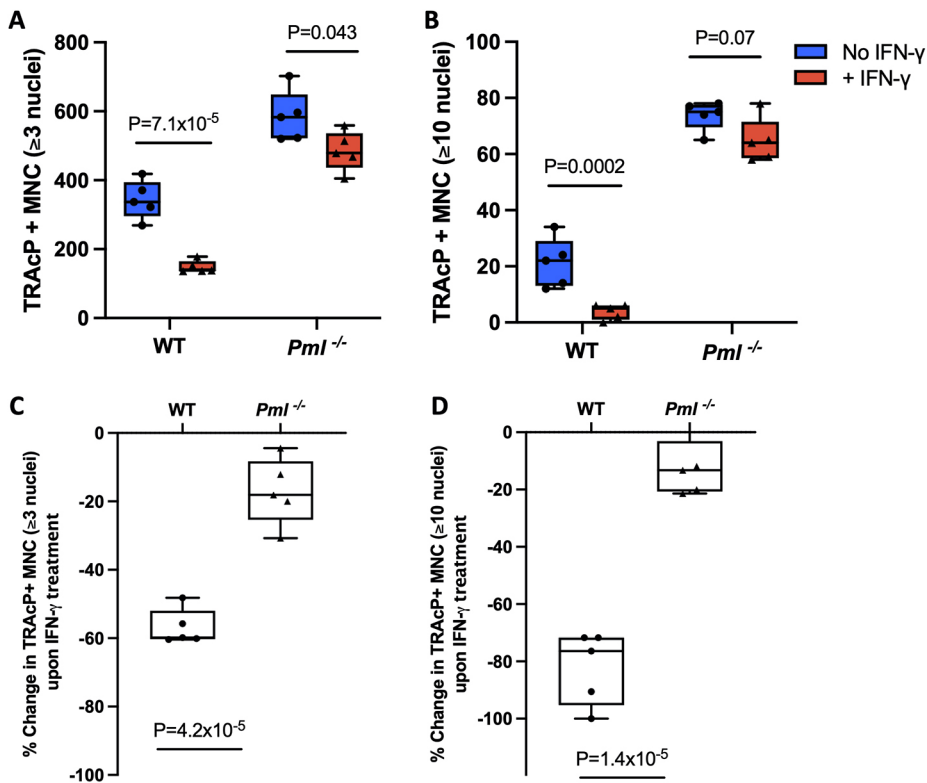 A
TRAcP + MNC (≥3 nuclei)
800
600
400
200
0
P=7.1x10-5
P=0.043
WT
Pml -/-
B
TRAcP + MNC (≥10 nuclei)
100
80
60
40
20
0
P=0.0002
P=0.07
WT
Pml -/-
No IFN-γ
+ IFN-γ
C
WT
Pml -/-
% Change in TRAcP+ MNC (≥3 nuclei)
upon IFN-γ treatment
0
-20
-40
-60
-80
-100
P=4.2x10-5
D
WT
Pml -/-
% Change in TRAcP+ MNC (≥10 nuclei)
upon IFN-γ treatment
0
-20
-40
-60
-80
-100
P=1.4x10-5